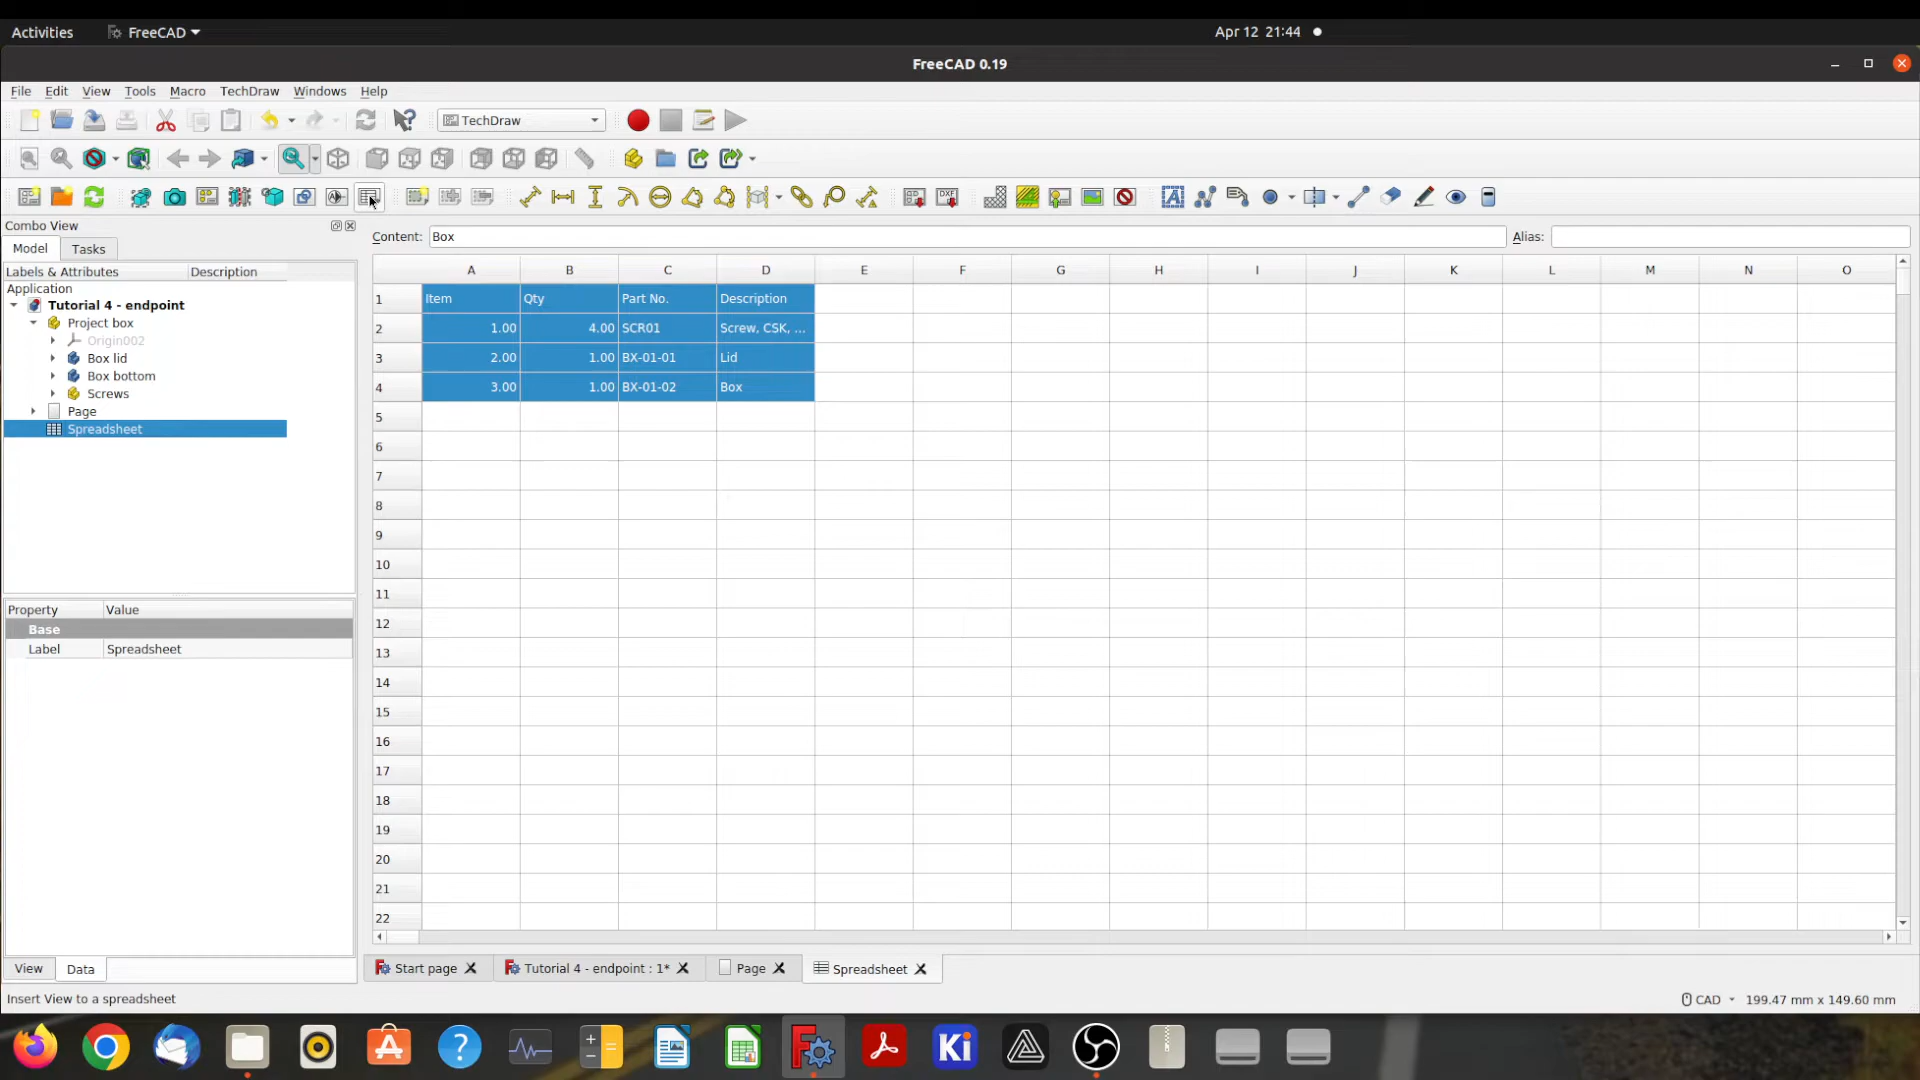 Activities FreeCAD Apr 12 21:44
FreeCAD 0.19
File Edit View Tools Macro TechDraw Windows Help
TechDraw
Combo View
Content: Box Alias:
Model Tasks
Labels & Attributes Description
Application
Tutorial 4 - endpoint
Project box
Origin002
Box lid
Box bottom
Screws
Page
Spreadsheet
Property Value
Base
Label Spreadsheet
View Data
A B C D E F G H I J K L M N O
1 Item Qty Part No. Description
2 1.00 4.00 SCR01 Screw, CSK, ...
3 2.00 1.00 BX-01-01 Lid
4 3.00 1.00 BX-01-02 Box
5
6
7
8
9
10
11
12
13
14
15
16
17
18
19
20
21
22
Start page Tutorial 4 - endpoint : 1* Page Spreadsheet
Insert View to a spreadsheet CAD 199.47 mm x 149.60 mm
Ki